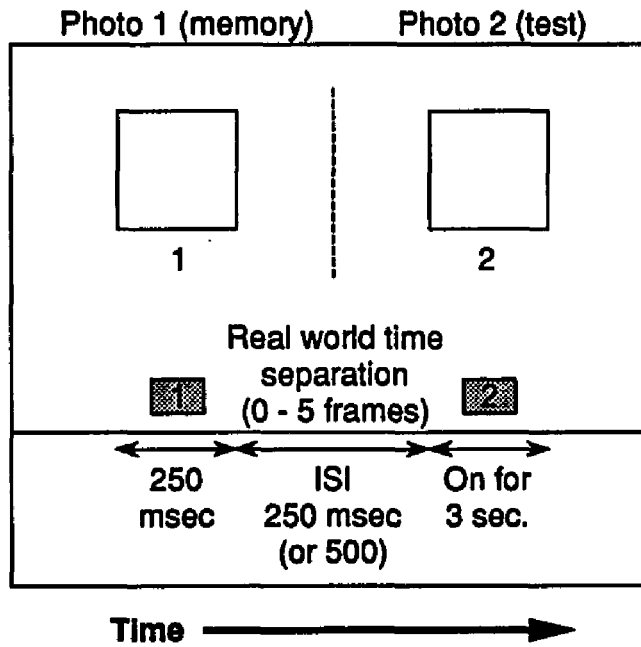 Photo 1 (memory) Photo 2 (test)
1 2
Real world time
separation
(0 - 5 frames)
1 2
250 ISI On for
msec 250 msec 3 sec.
(or 500)
Time